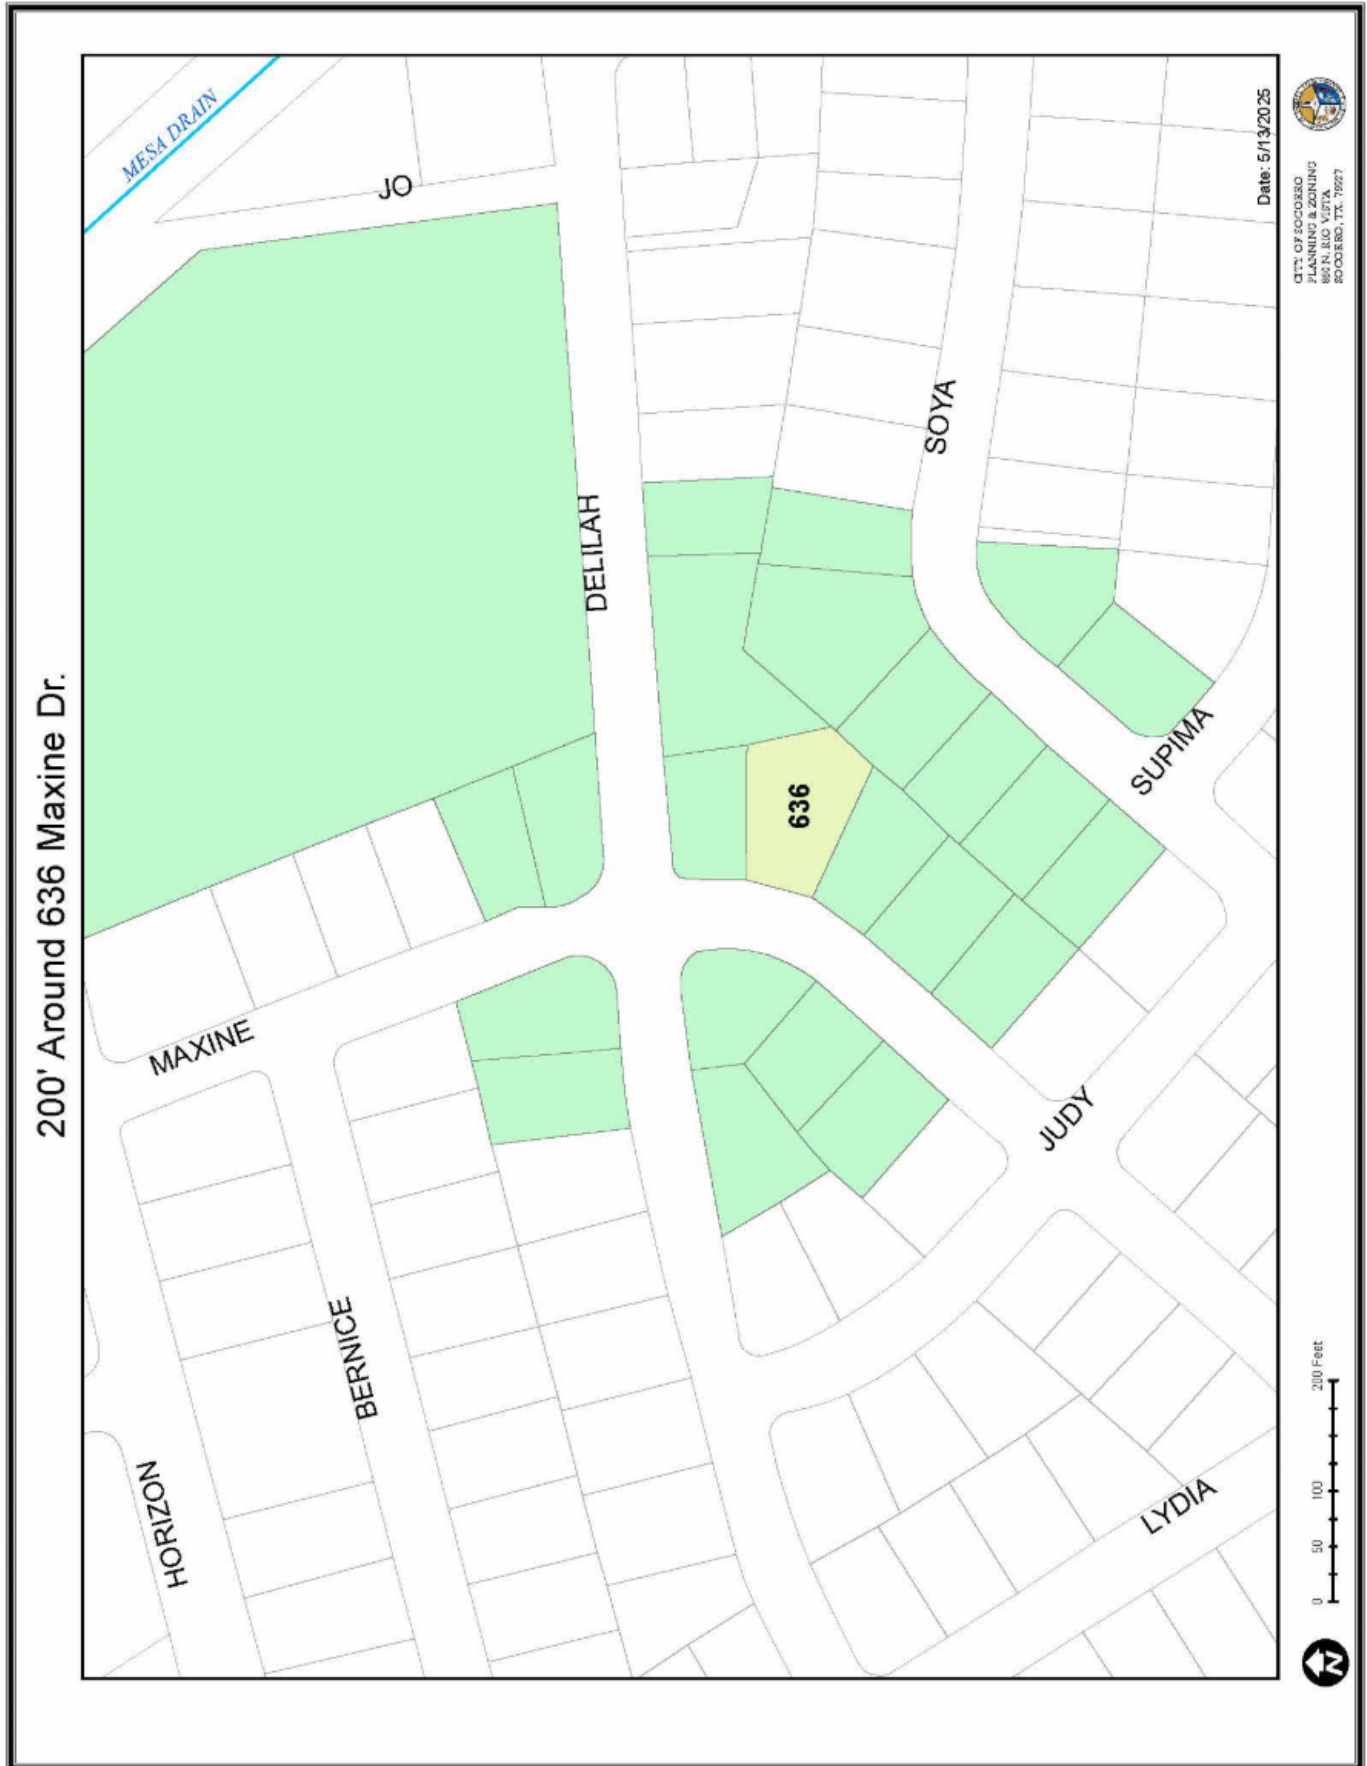 200' Around 636 Maxine Dr.
MESA DRAIN
JO
DELILAH
SOYA
636
SUPIMA
MAXINE
JUDY
BERNICE
HORIZON
LYDIA
Date: 5/13/2025
CITY OF SOCORRO
PLANNING & ZONING
860 N. RIO VISTA
SOCORRO, TX. 79927
0 50 100 200 Feet
N